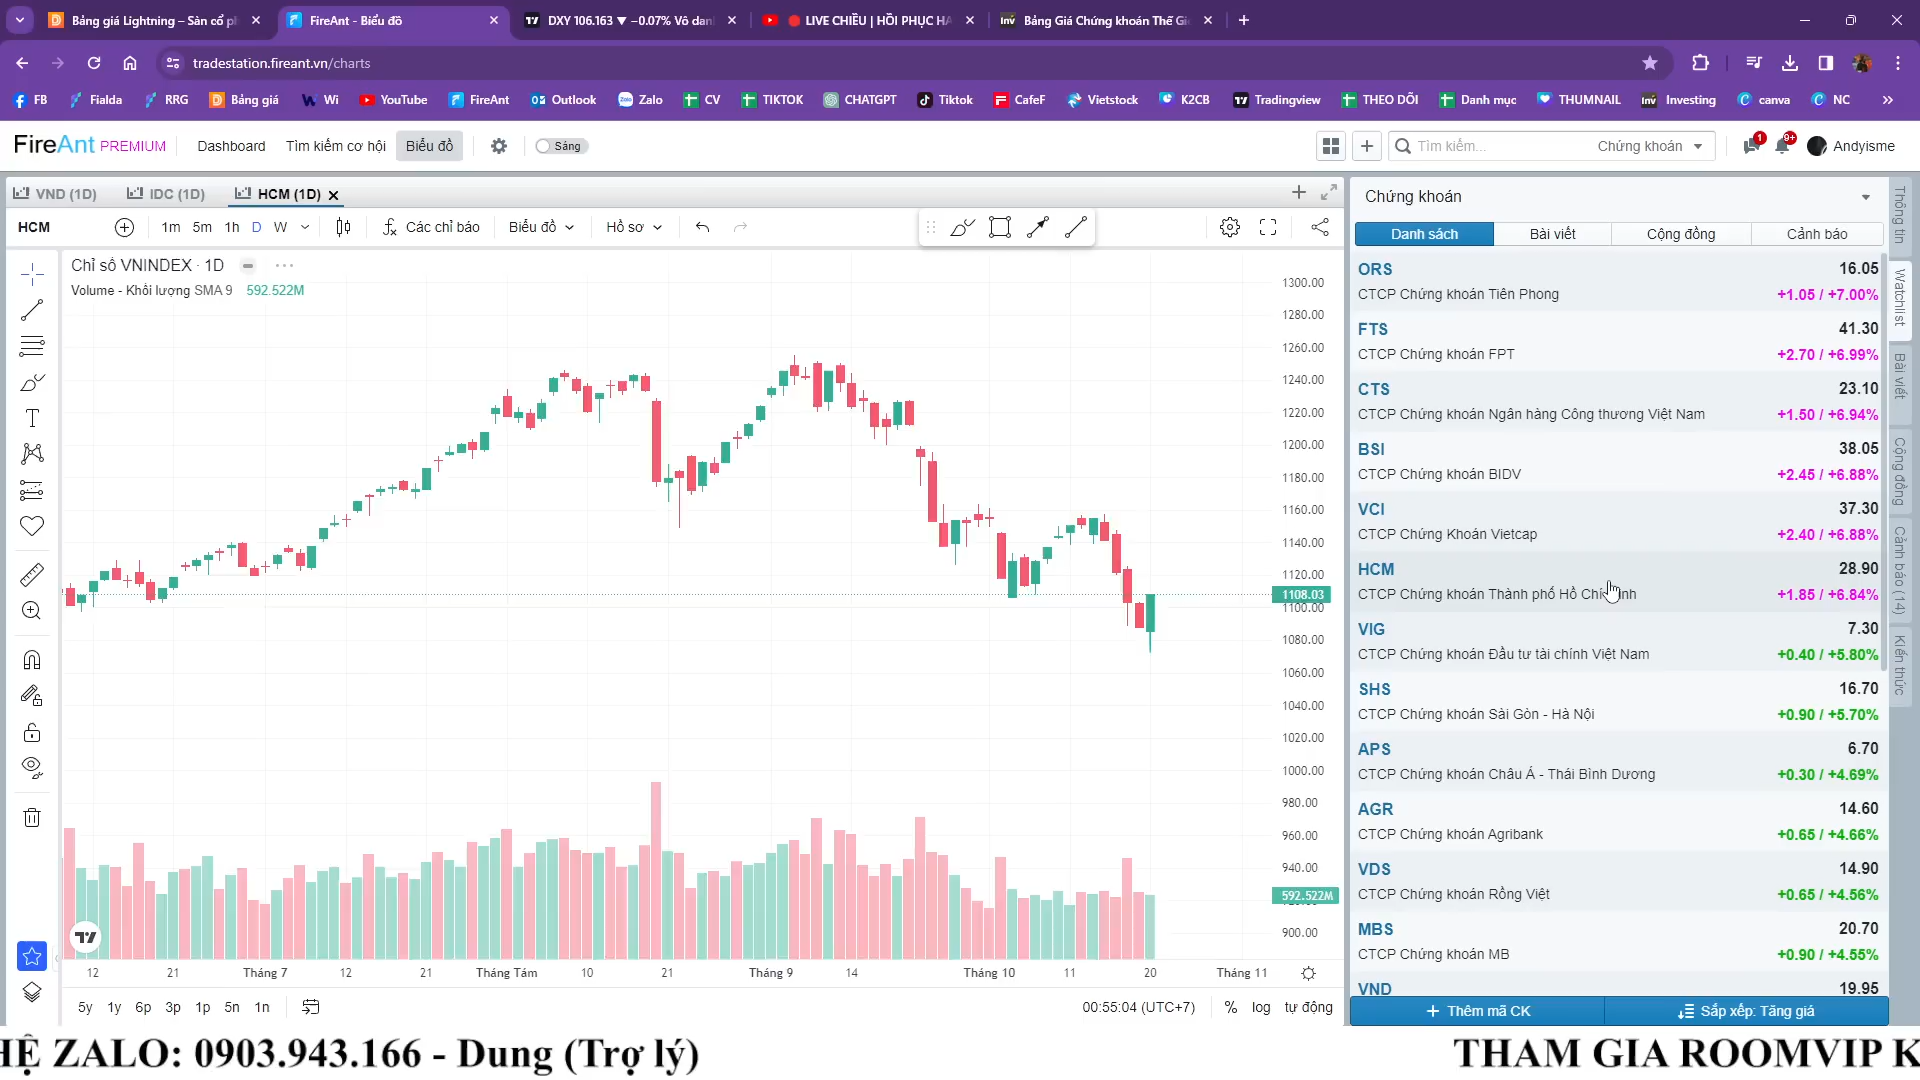 Bảng giá Lightning – Sàn cổ ph
FireAnt - Biểu đồ
DXY 106.163 ▼ −0.07% Vô danh
LIVE CHIỀU | HỒI PHỤC HA
Bảng Giá Chứng khoán Thế Giớ
tradestation.fireant.vn/charts
FB
Fialda
RRG
Bảng giá
Wi
YouTube
FireAnt
Outlook
Zalo
CV
TIKTOK
CHATGPT
Tiktok
CafeF
Vietstock
K2CB
Tradingview
THEO DÕI
Danh mục
THUMNAIL
Investing
canva
NC
FireAnt PREMIUM
Dashboard
Tìm kiếm cơ hội
Biểu đồ
Sáng
Tìm kiếm...
Chứng khoán
1
9+
Andyisme
VND (1D)
IDC (1D)
HCM (1D)
HCM
1m 5m 1h D W
Các chỉ báo
Biểu đồ
Hồ sơ
Chỉ số VNINDEX · 1D
Volume - Khối lượng SMA 9 592.522M
1300.00
1280.00
1260.00
1240.00
1220.00
1200.00
1180.00
1160.00
1140.00
1120.00
1108.03
1100.00
1080.00
1060.00
1040.00
1020.00
1000.00
980.00
960.00
940.00
592.522M
900.00
12 21 Tháng 7 12 21 Tháng Tám 10 21 Tháng 9 14 Tháng 10 11 20 Tháng 11
5y 1y 6p 3p 1p 5n 1n
00:55:04 (UTC+7) % log tự động
Chứng khoán
Danh sách
Bài viết
Cộng đồng
Cảnh báo
ORS 16.05
CTCP Chứng khoán Tiên Phong +1.05 / +7.00%
FTS 41.30
CTCP Chứng khoán FPT +2.70 / +6.99%
CTS 23.10
CTCP Chứng khoán Ngân hàng Công thương Việt Nam +1.50 / +6.94%
BSI 38.05
CTCP Chứng khoán BIDV +2.45 / +6.88%
VCI 37.30
CTCP Chứng Khoán Vietcap +2.40 / +6.88%
HCM 28.90
CTCP Chứng khoán Thành phố Hồ Chí Minh +1.85 / +6.84%
VIG 7.30
CTCP Chứng khoán Đầu tư tài chính Việt Nam +0.40 / +5.80%
SHS 16.70
CTCP Chứng khoán Sài Gòn - Hà Nội +0.90 / +5.70%
APS 6.70
CTCP Chứng khoán Châu Á - Thái Bình Dương +0.30 / +4.69%
AGR 14.60
CTCP Chứng khoán Agribank +0.65 / +4.66%
VDS 14.90
CTCP Chứng khoán Rồng Việt +0.65 / +4.56%
MBS 20.70
CTCP Chứng khoán MB +0.90 / +4.55%
VND 19.95
Thêm mã CK
Sắp xếp: Tăng giá
Thông tin
Watchlist
Bài viết
Cộng đồng
Cảnh báo (14)
Kiến thức
HỆ ZALO: 0903.943.166 - Dung (Trợ lý)
THAM GIA ROOMVIP K